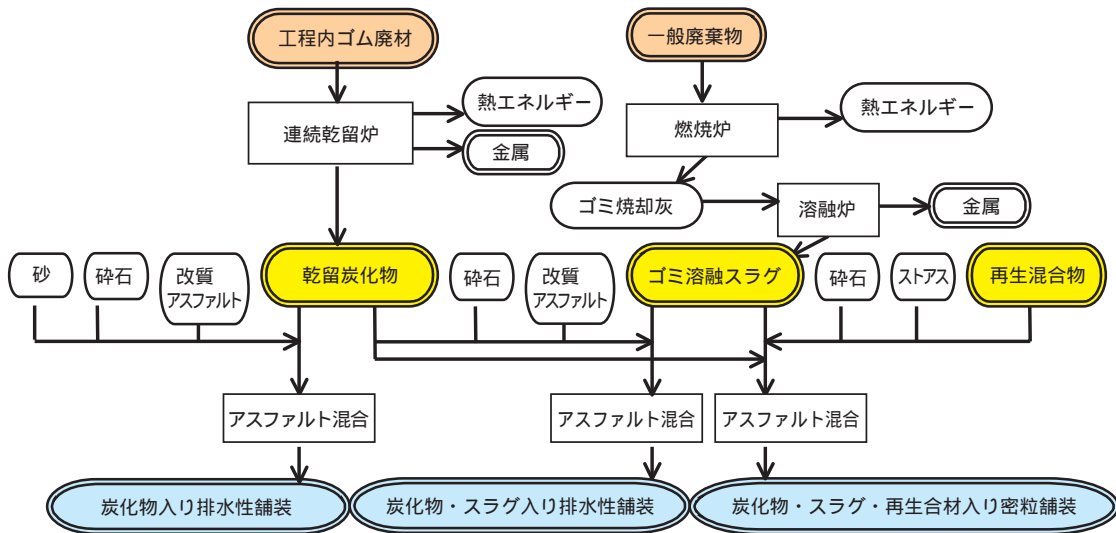 工程内ゴム廃材
一般廃棄物
熱エネルギー
熱エネルギー
連続乾留炉
燃焼炉
金属
ゴミ焼却灰
溶融炉
金属
砂
砕石
改質
アスファルト
乾留炭化物
砕石
改質
アスファルト
ゴミ溶融スラグ
砕石
ストアス
再生混合物
アスファルト混合
アスファルト混合
アスファルト混合
炭化物入り排水性舗装
炭化物・スラグ入り排水性舗装
炭化物・スラグ・再生合材入り密粒舗装